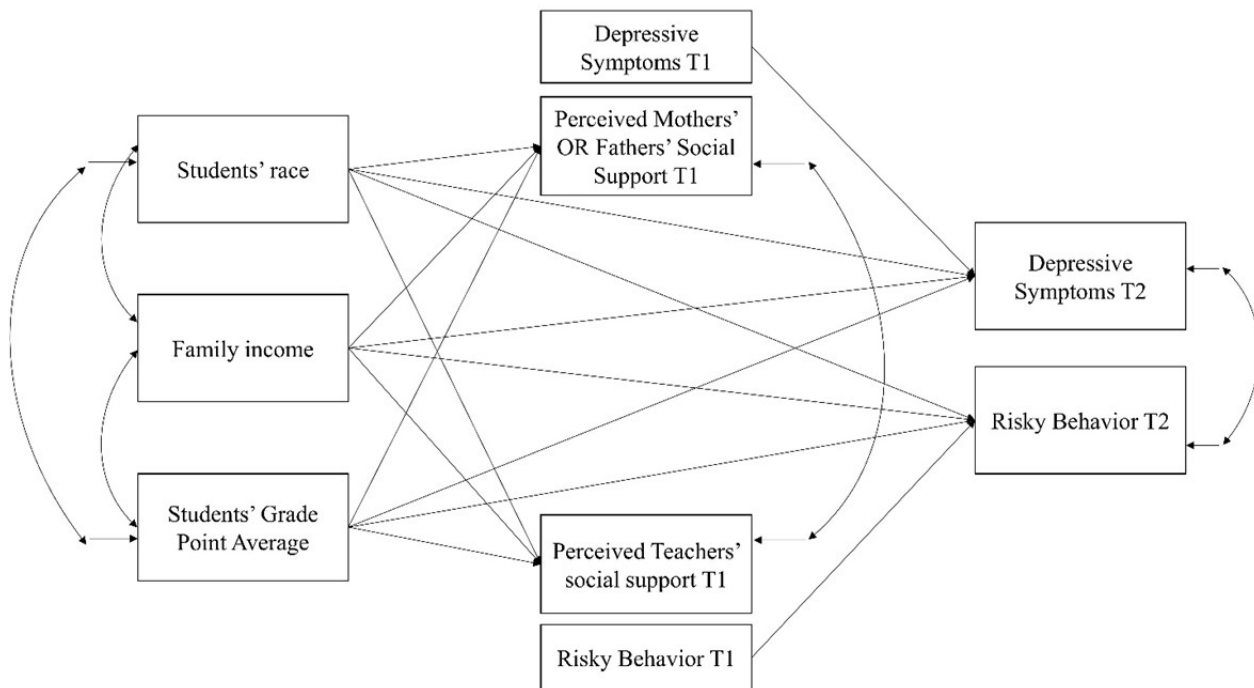 Depressive
Symptoms T1
Perceived Mothers’
OR Fathers’ Social
Support T1
Students’ race
Depressive
Symptoms T2
Family income
Risky Behavior T2
Students’ Grade
Point Average
Perceived Teachers’
social support T1
Risky Behavior T1